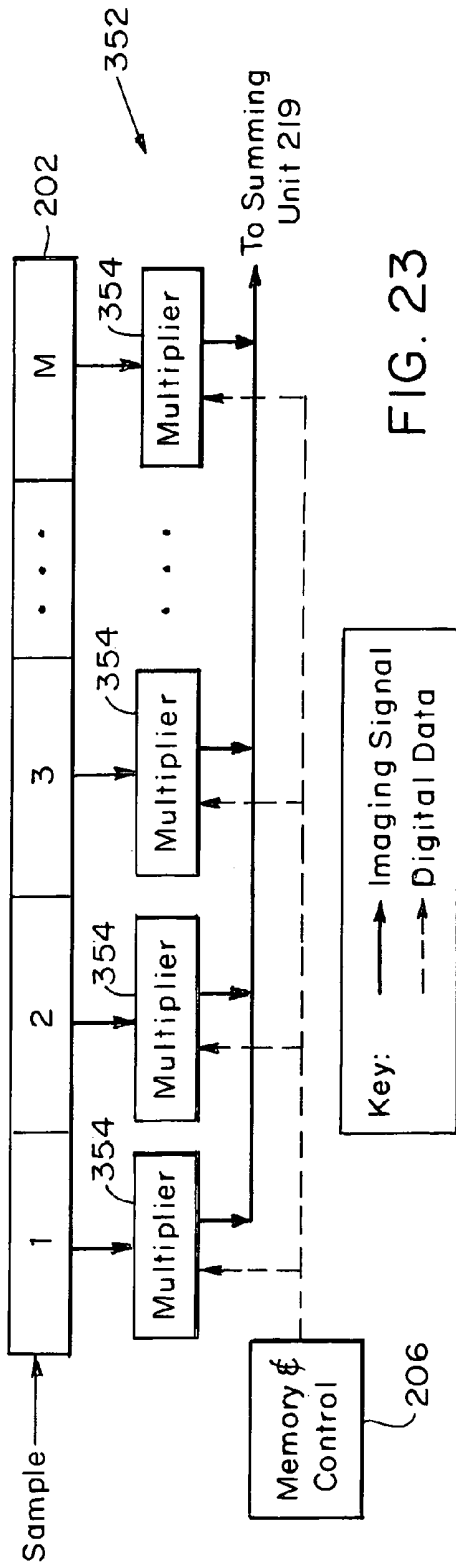 352
202
Sample
1
2
3
• • •
M
354
354
354
354
Multiplier
Multiplier
Multiplier
• • •
Multiplier
To Summing
Unit 219
Memory &
Control
206
Key:
Imaging Signal
Digital Data
FIG. 23